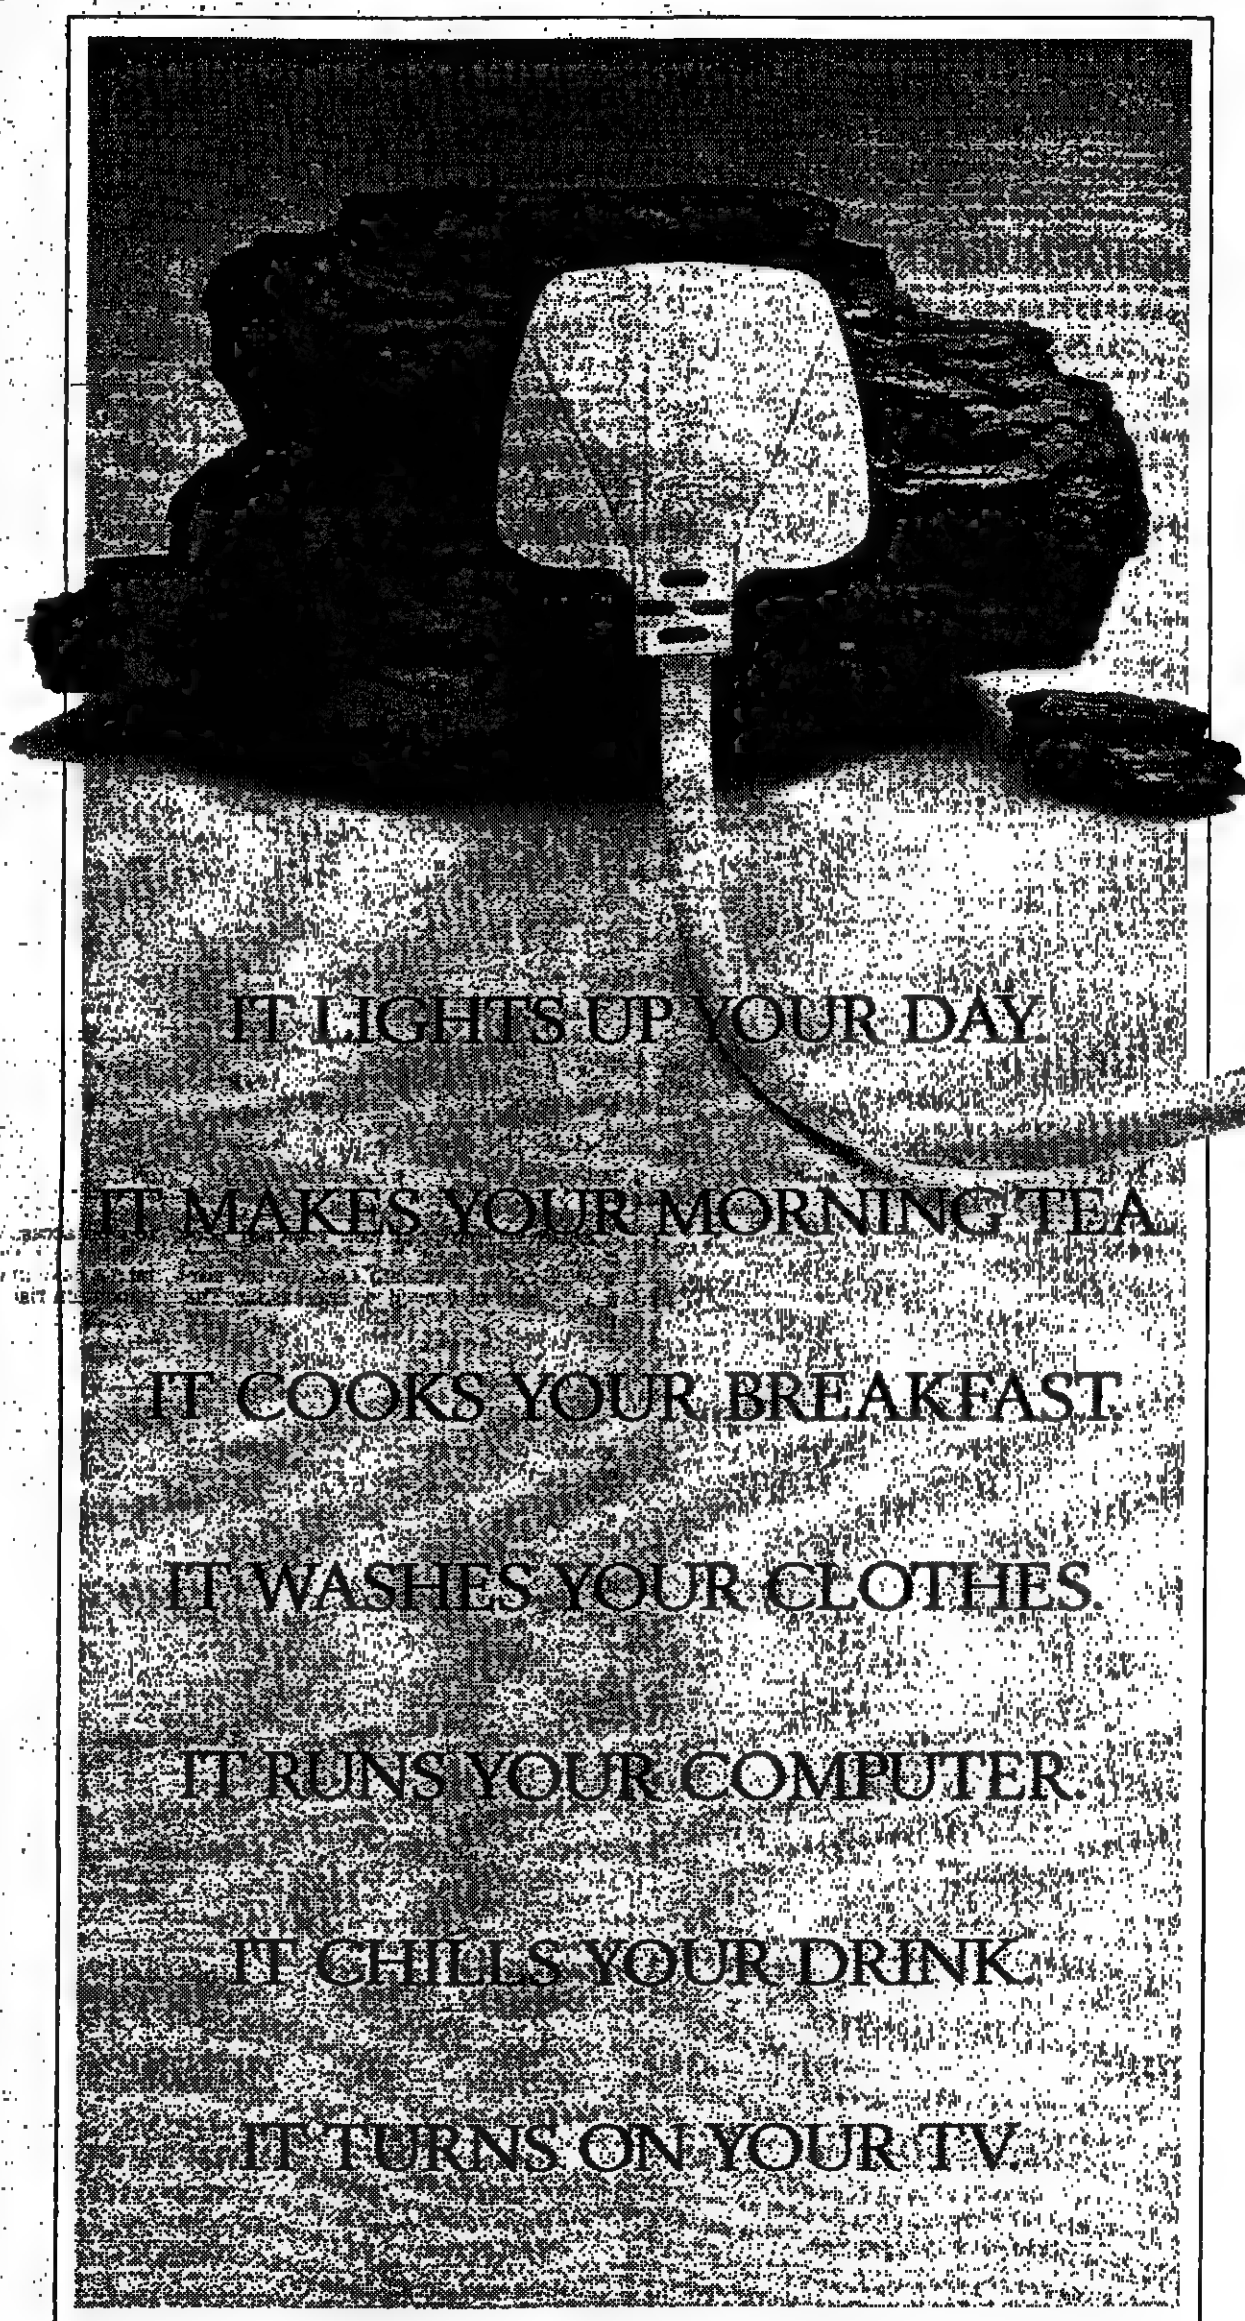 IT LIGHTS UP YOUR DAY.
IT MAKES YOUR MORNING TEA.
IT COOKS YOUR BREAKFAST.
IT WASHES YOUR CLOTHES.
IT RUNS YOUR COMPUTER.
IT CHILLS YOUR DRINK.
IT TURNS ON YOUR TV.